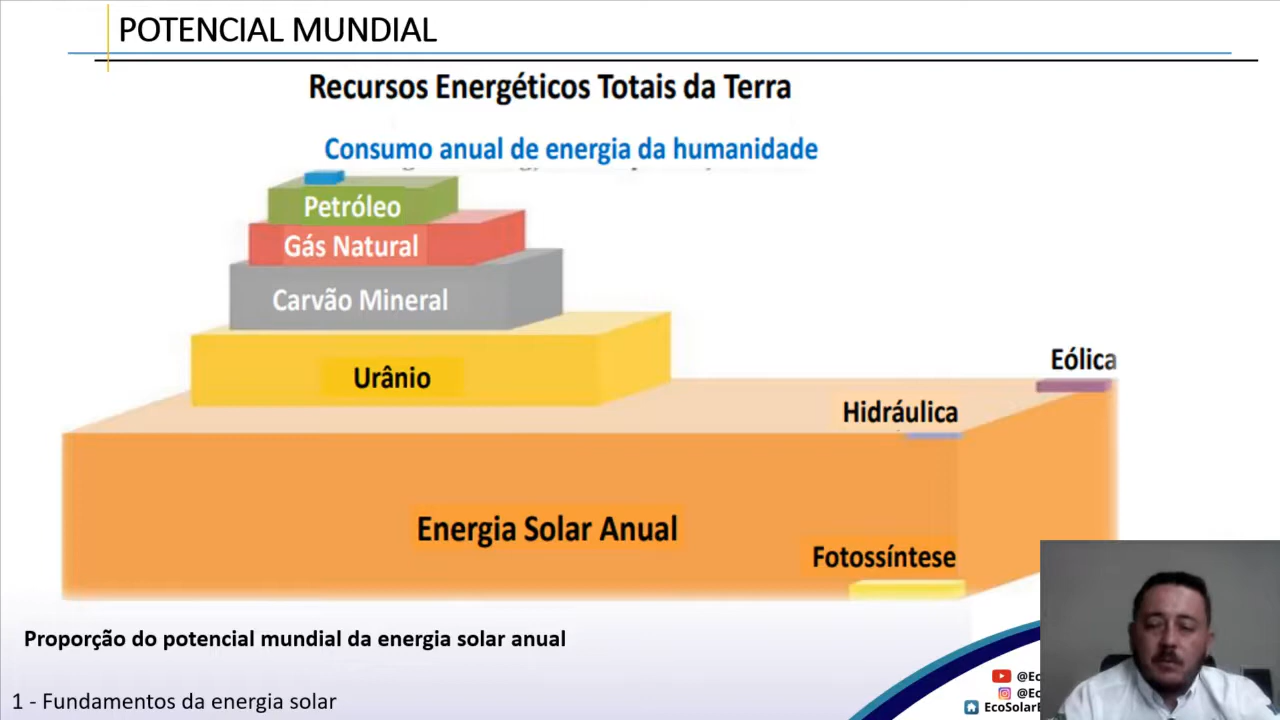 POTENCIAL MUNDIAL
Recursos Energéticos Totais da Terra
Consumo anual de energia da humanidade
Petróleo
Gás Natural
Carvão Mineral
Urânio
Eólica
Hidráulica
Energia Solar Anual
Fotossíntese
Proporção do potencial mundial da energia solar anual
1 - Fundamentos da energia solar